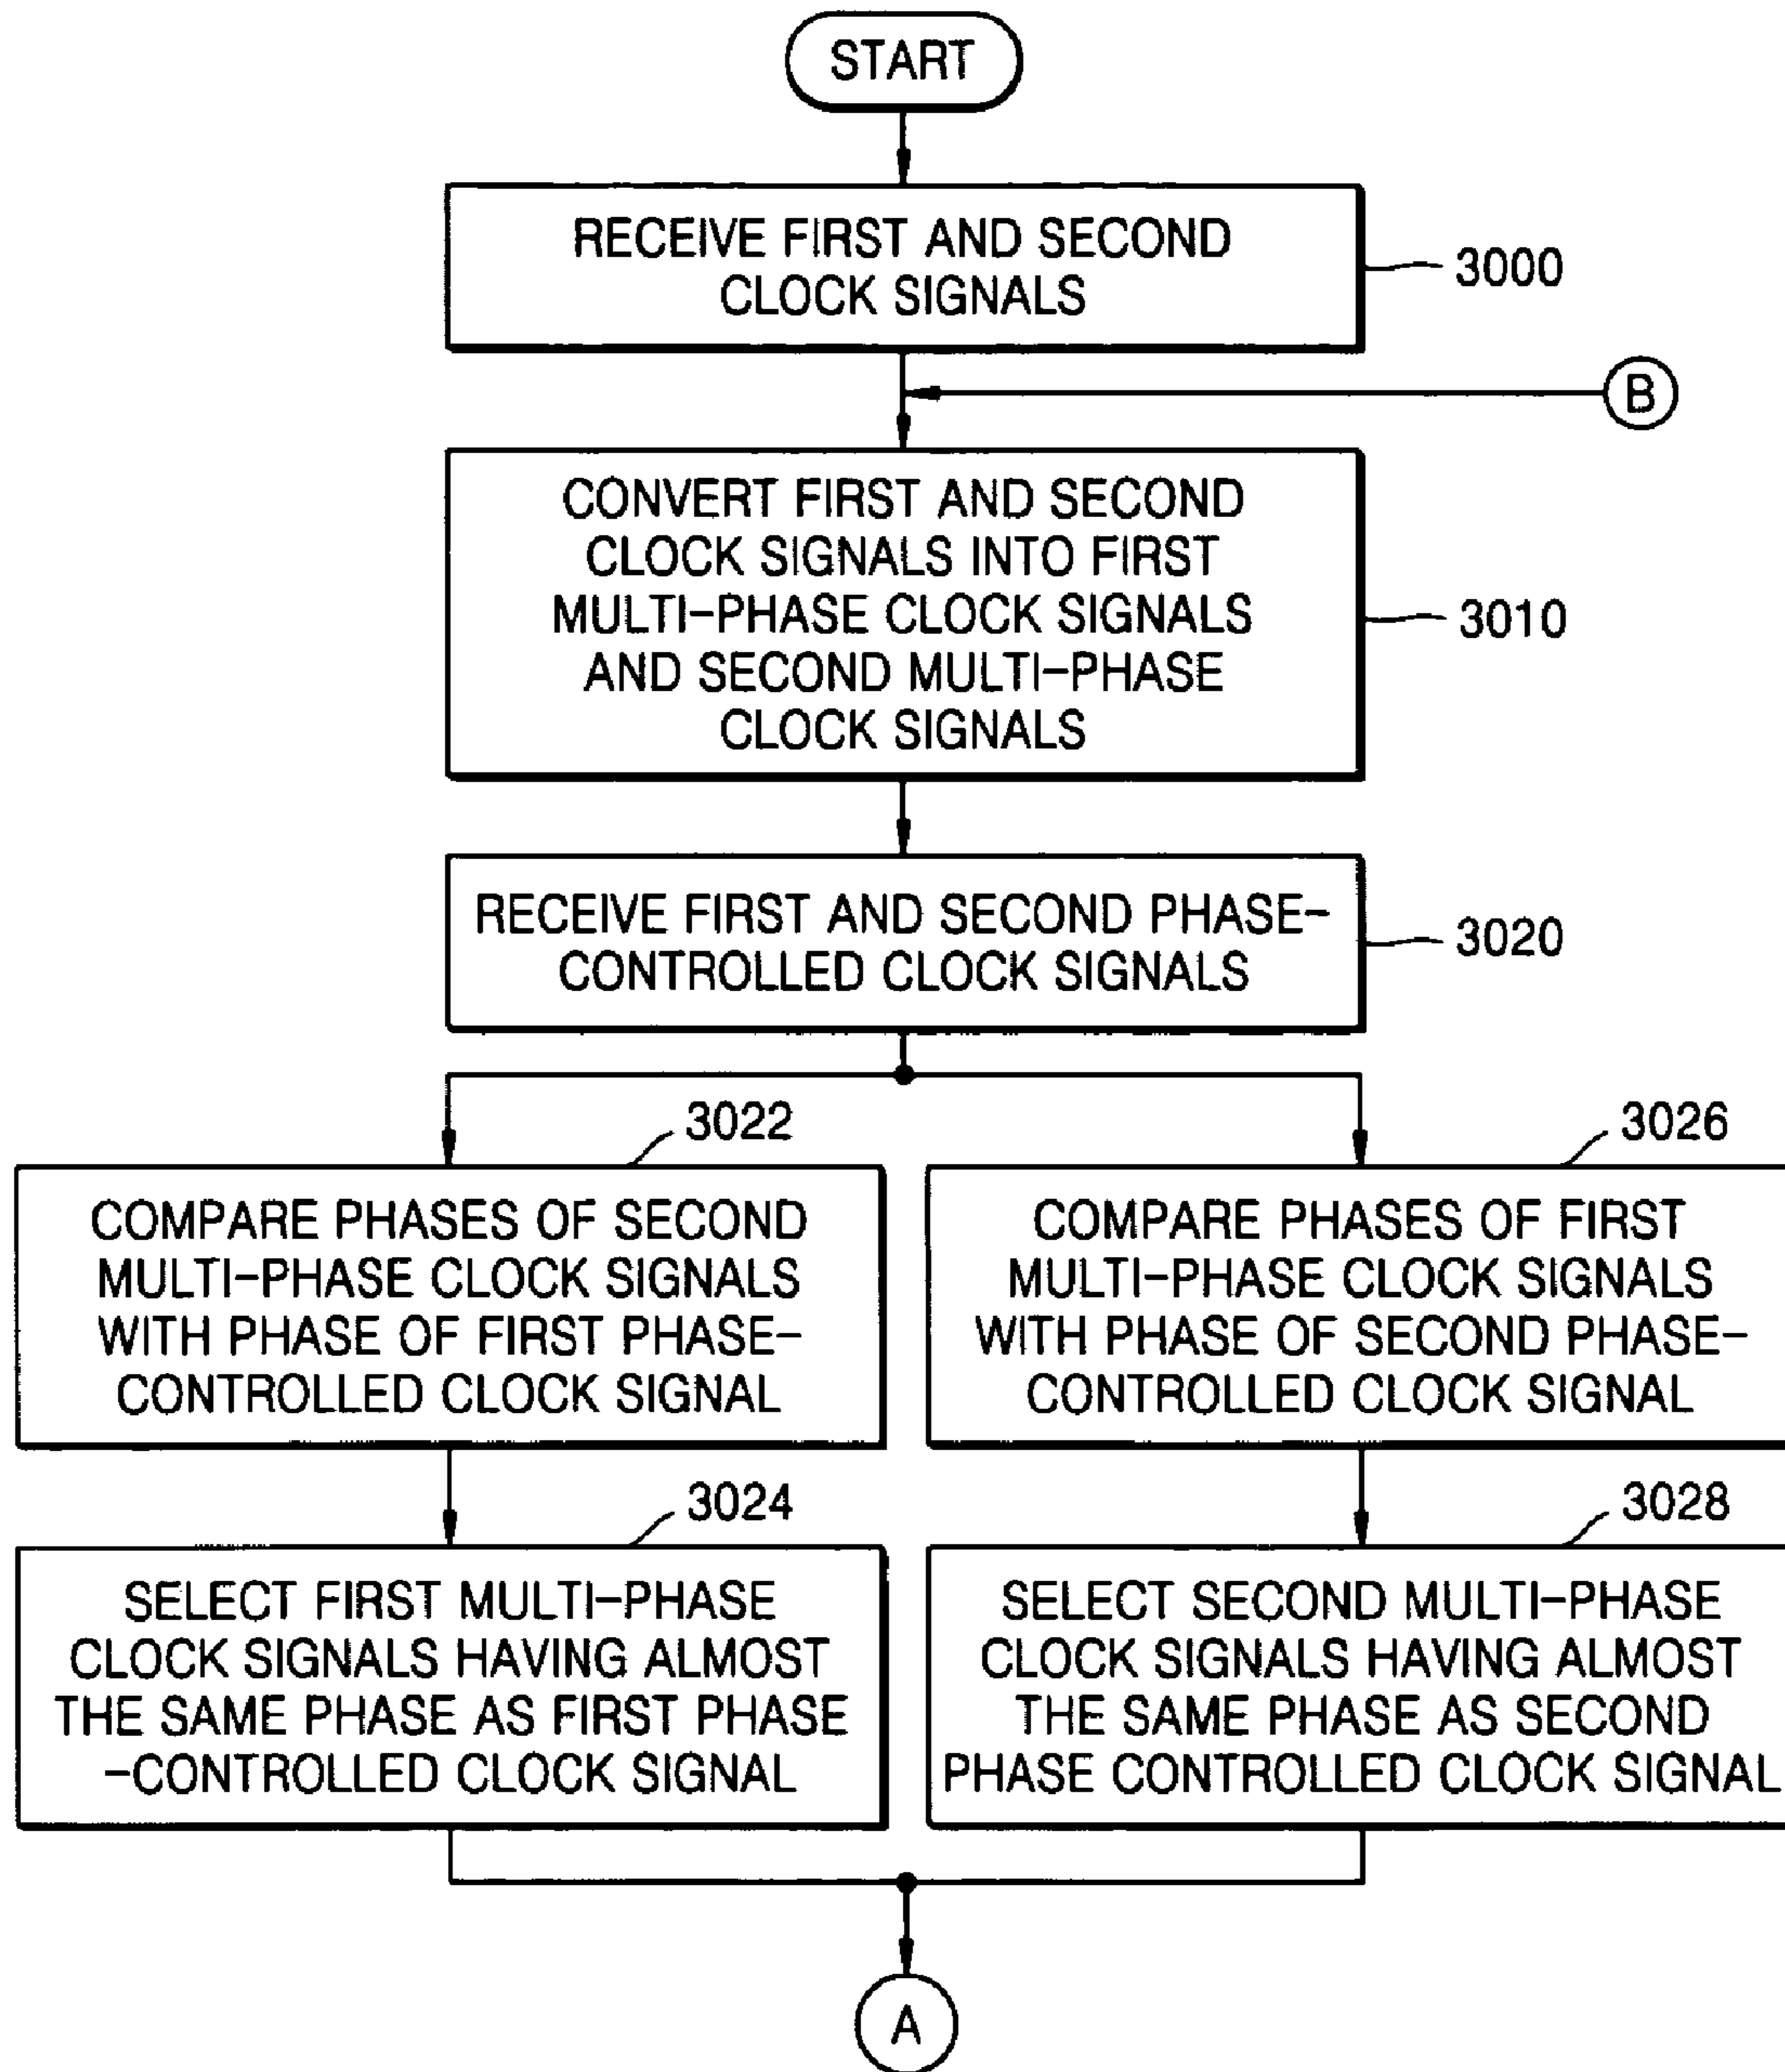 START
RECEIVE FIRST AND SECOND
CLOCK SIGNALS
3000
B
CONVERT FIRST AND SECOND
CLOCK SIGNALS INTO FIRST
MULTI-PHASE CLOCK SIGNALS
AND SECOND MULTI-PHASE
CLOCK SIGNALS
3010
RECEIVE FIRST AND SECOND PHASE-
CONTROLLED CLOCK SIGNALS
3020
3022
COMPARE PHASES OF SECOND
MULTI-PHASE CLOCK SIGNALS
WITH PHASE OF FIRST PHASE-
CONTROLLED CLOCK SIGNAL
3026
COMPARE PHASES OF FIRST
MULTI-PHASE CLOCK SIGNALS
WITH PHASE OF SECOND PHASE-
CONTROLLED CLOCK SIGNAL
3024
SELECT FIRST MULTI-PHASE
CLOCK SIGNALS HAVING ALMOST
THE SAME PHASE AS FIRST PHASE
-CONTROLLED CLOCK SIGNAL
3028
SELECT SECOND MULTI-PHASE
CLOCK SIGNALS HAVING ALMOST
THE SAME PHASE AS SECOND
PHASE CONTROLLED CLOCK SIGNAL
A